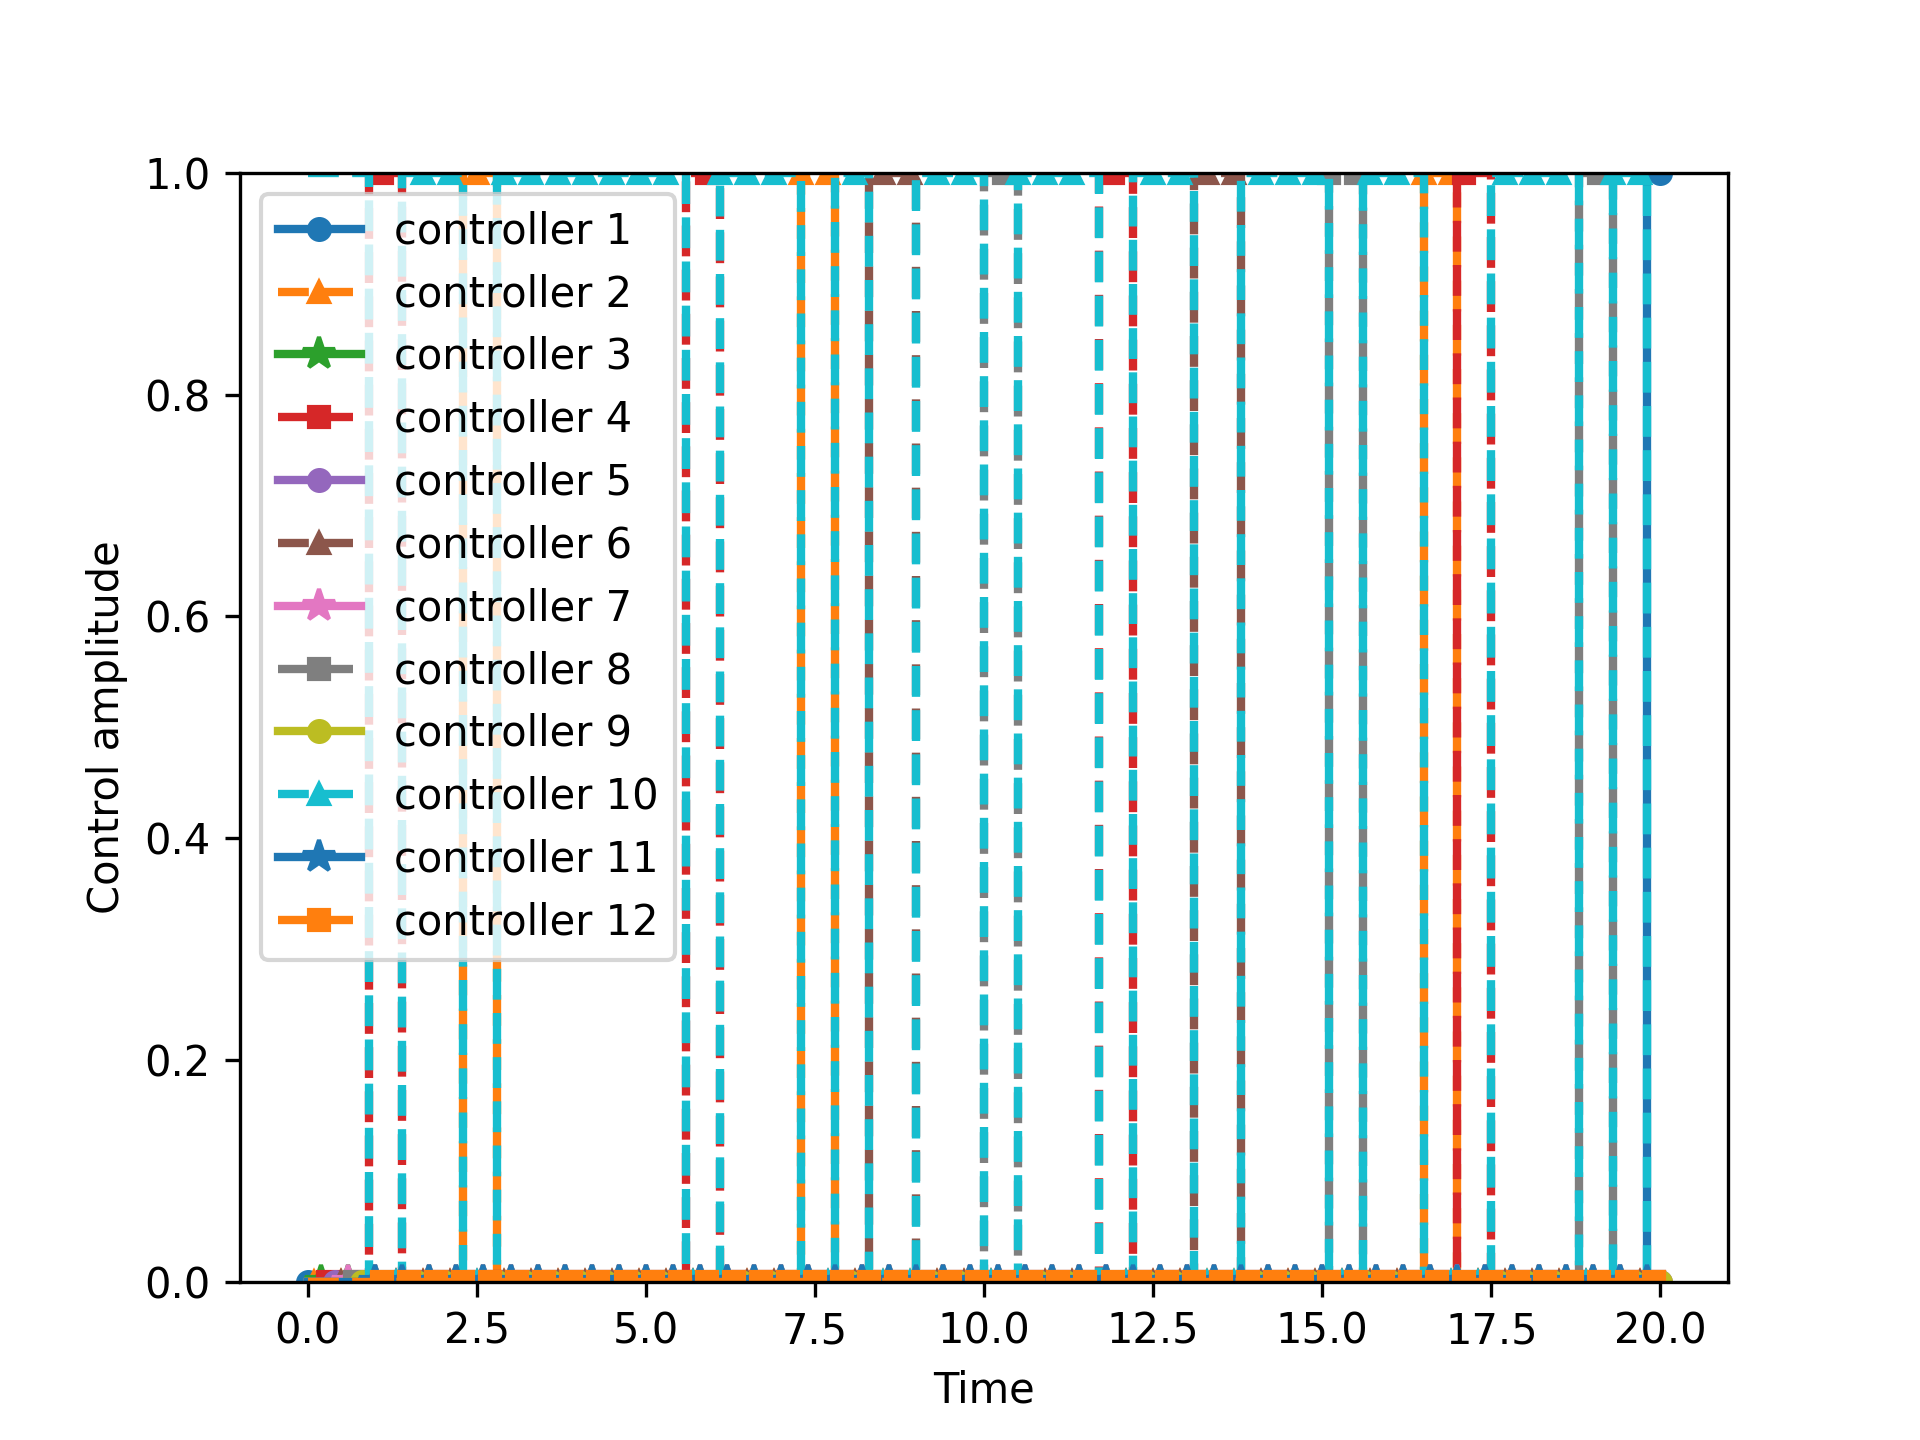 1.0
0.8
0.6
0.4
0.2
0.0
Control amplitude
controller 1
controller 2
controller 3
controller 4
controller 5
controller 6
controller 7
controller 8
controller 9
controller 10
controller 11
controller 12
0.0 2.5 5.0 7.5 10.0 12.5 15.0 17.5 20.0
Time